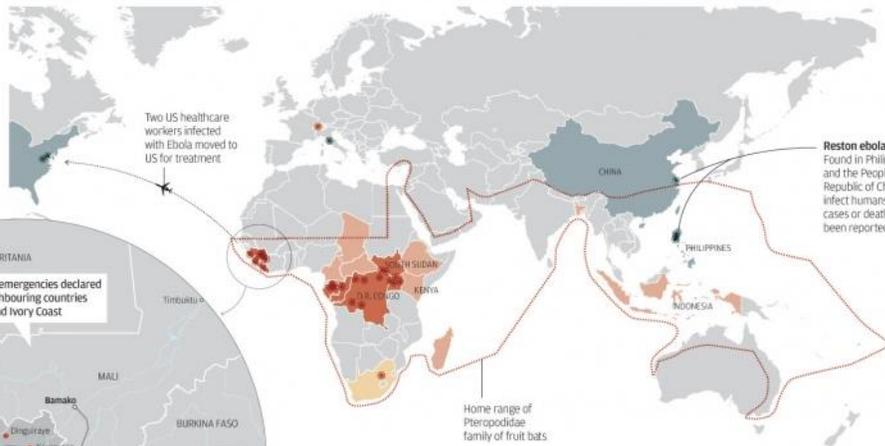 Two US healthcare
workers infected
with Ebola moved to
US for treatment
CHINA
Reston ebola
Found in Phili
and the Peopl
Republic of Ch
infect humans
cases or death
been reported
PHILIPPINES
SOUTH SUDAN
KENYA
D.R. CONGO
INDONESIA
RITANIA
emergencies declared
hbouring countries
d Ivory Coast
Timbuktu
MALI
Bamako
BURKINA FASO
Dinguiraye
Home range of
Pteropodidae
family of fruit bats